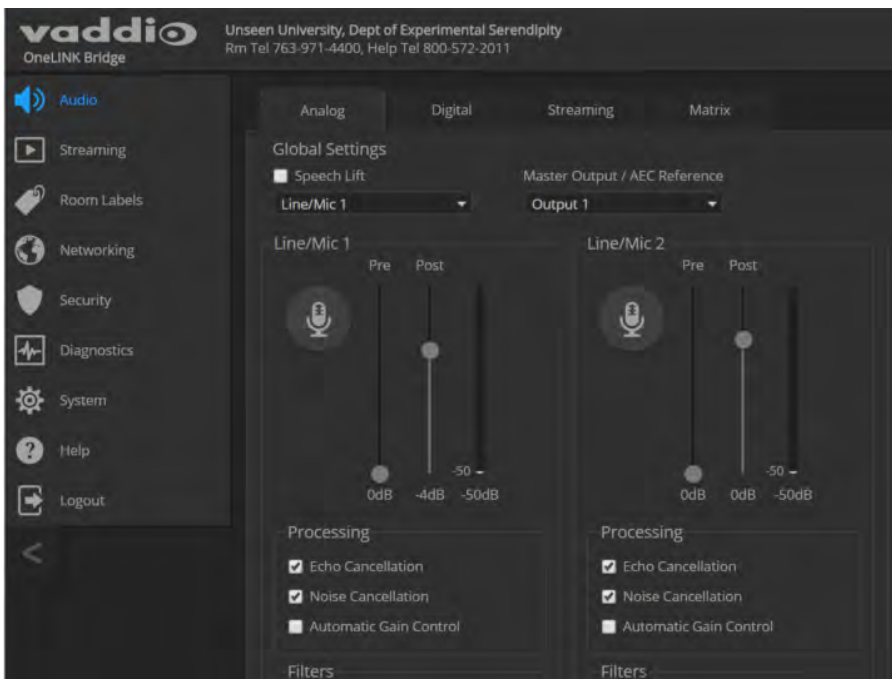 vaddio
OneLINK Bridge
Unseen University, Dept of Experimental Serendipity
Rm Tel 763-971-4400, Help Tel 800-572-2011
Audio
Streaming
Room Labels
Networking
Security
Diagnostics
System
Help
Logout
Analog Digital Streaming Matrix
Global Settings
Speech Lift Master Output / AEC Reference
Line/Mic 1 Output 1
Line/Mic 1
Pre Post
-50
0dB -4dB -50dB
Processing
Echo Cancellation
Noise Cancellation
Automatic Gain Control
Filters
Line/Mic 2
Pre Post
-50
0dB 0dB -50dB
Processing
Echo Cancellation
Noise Cancellation
Automatic Gain Control
Filters